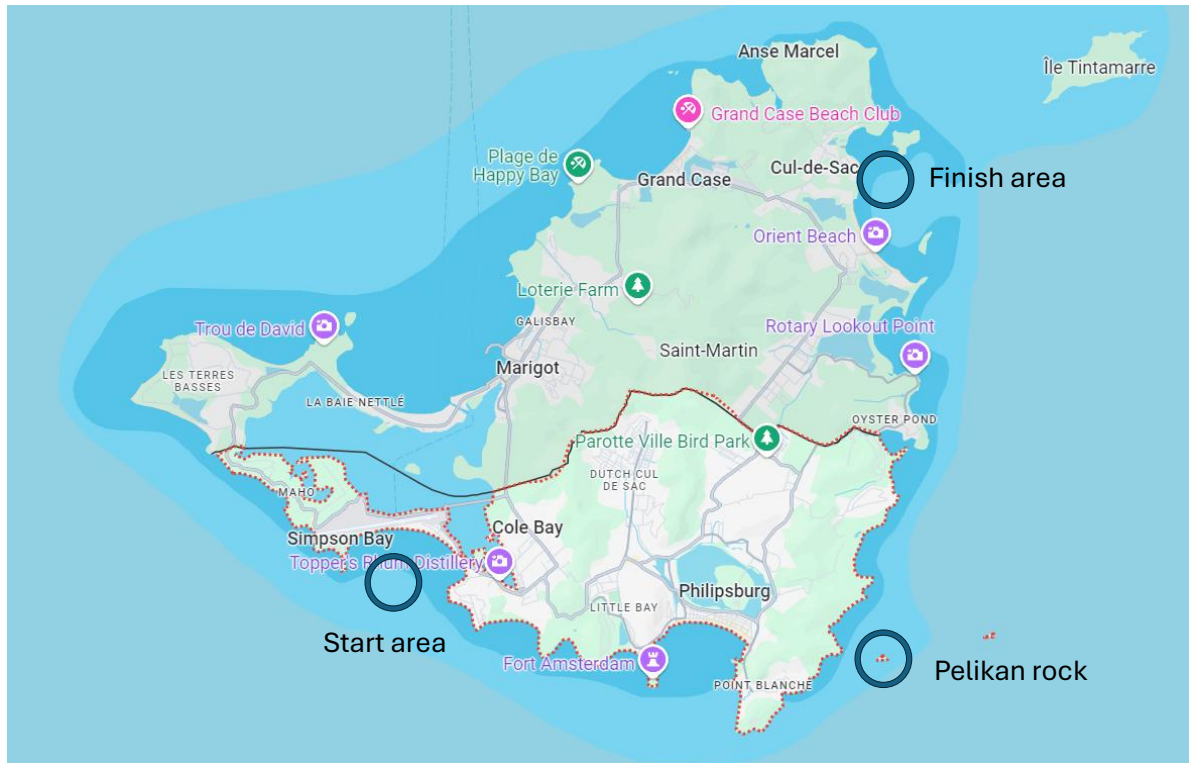 Anse Marcel
Île Tintamarre
Grand Case Beach Club
Plage de
Happy Bay
Grand Case
Cul-de-Sac
Finish area
Orient Beach
Loterie Farm
GALISBAY
Trou de David
Rotary Lookout Point
Saint-Martin
LES TERRES
BASSES
Marigot
LA BAIE NETTLÉ
OYSTER POND
Parotte Ville Bird Park
DUTCH CUL
DE SAC
MAHO
Simpson Bay
Cole Bay
Topper's Rhum Distillery
Philipsburg
LITTLE BAY
Start area
Fort Amsterdam
Pelikan rock
POINT BLANCHE